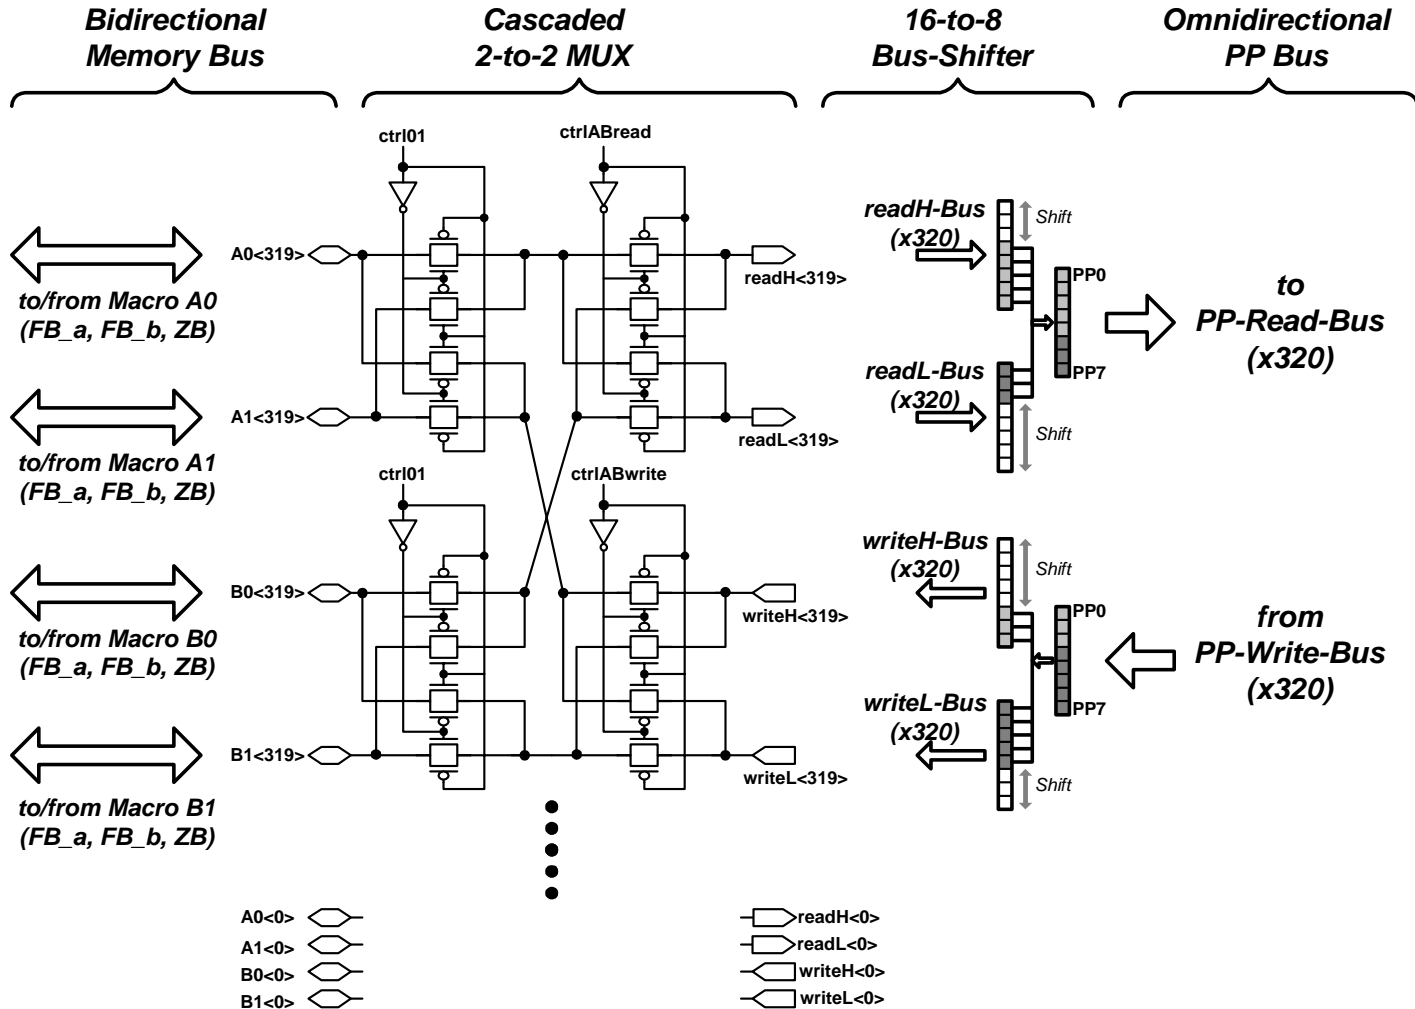 Bidirectional
Memory Bus
Cascaded
2-to-2 MUX
16-to-8
Bus-Shifter
Omnidirectional
PP Bus
ctrl01
ctrlABread
A0<319>
readH<319>
to/from Macro A0
(FB_a, FB_b, ZB)
A1<319>
readL<319>
to/from Macro A1
(FB_a, FB_b, ZB)
readH-Bus
(x320)
Shift
PP0
readL-Bus
(x320)
PP7
Shift
to
PP-Read-Bus
(x320)
ctrl01
ctrlABwrite
B0<319>
writeH<319>
to/from Macro B0
(FB_a, FB_b, ZB)
B1<319>
writeL<319>
to/from Macro B1
(FB_a, FB_b, ZB)
writeH-Bus
(x320)
Shift
PP0
writeL-Bus
(x320)
PP7
Shift
from
PP-Write-Bus
(x320)
A0<0>
readH<0>
A1<0>
readL<0>
B0<0>
writeH<0>
B1<0>
writeL<0>